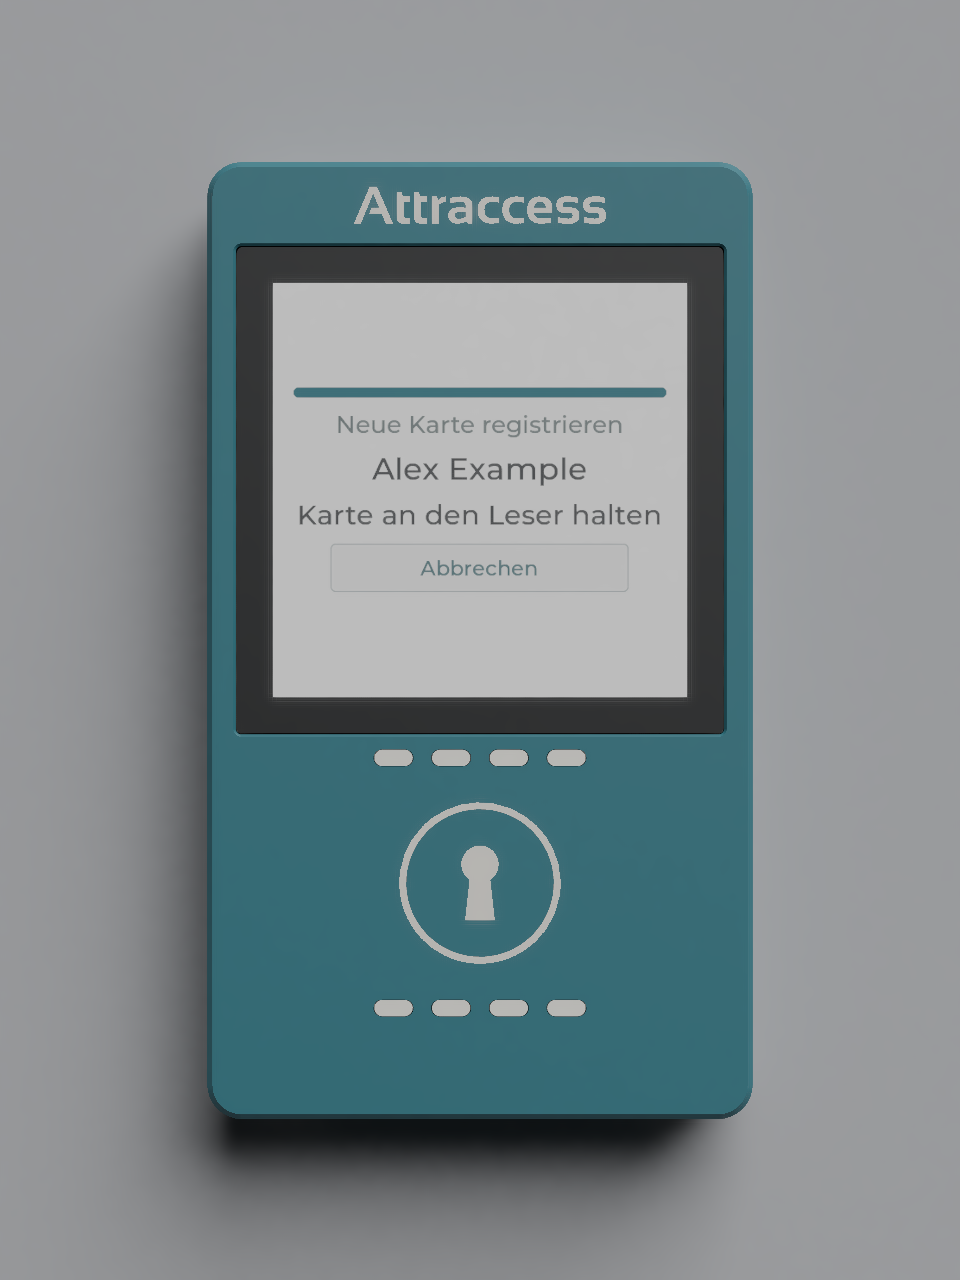 Attraccess
Neue Karte registrieren
Alex Example
Karte an den Leser halten
Abbrechen